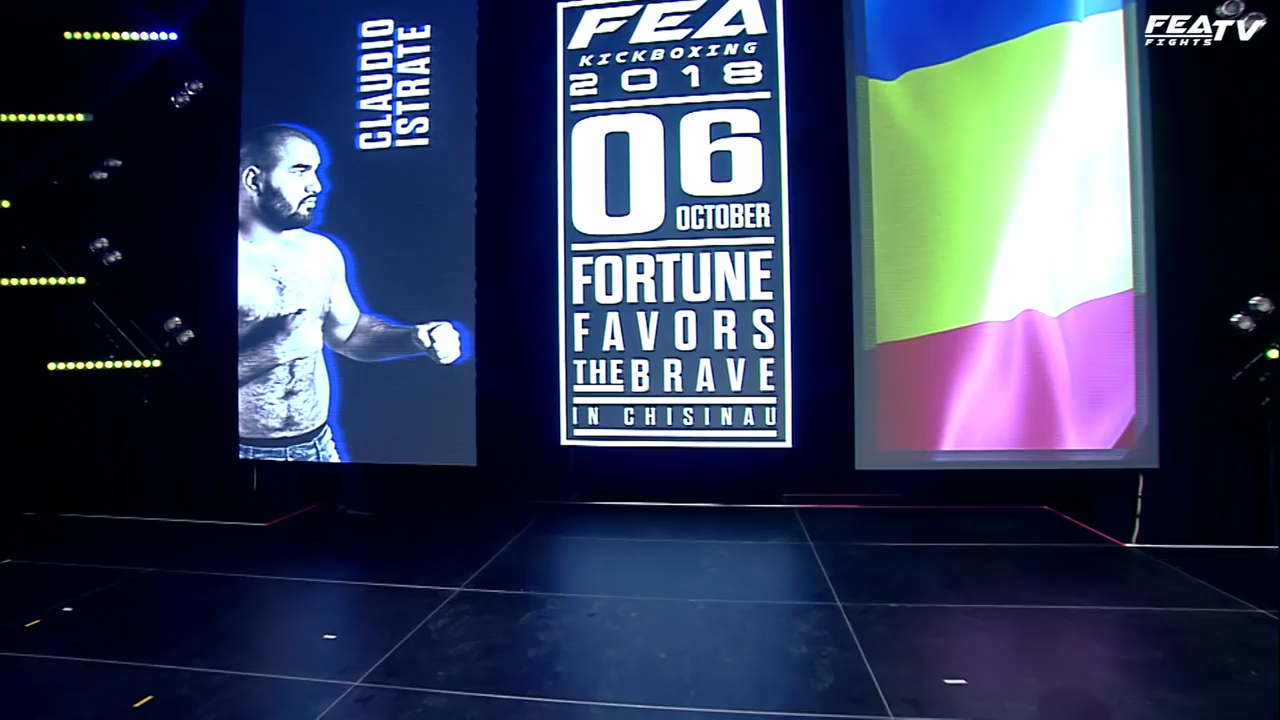 CLAUDIO
ISTRATE
FEA
KICKBOXING
2018
06
OCTOBER
FORTUNE
FAVORS
THE BRAVE
IN CHISINAU
FEA TV
FIGHTS